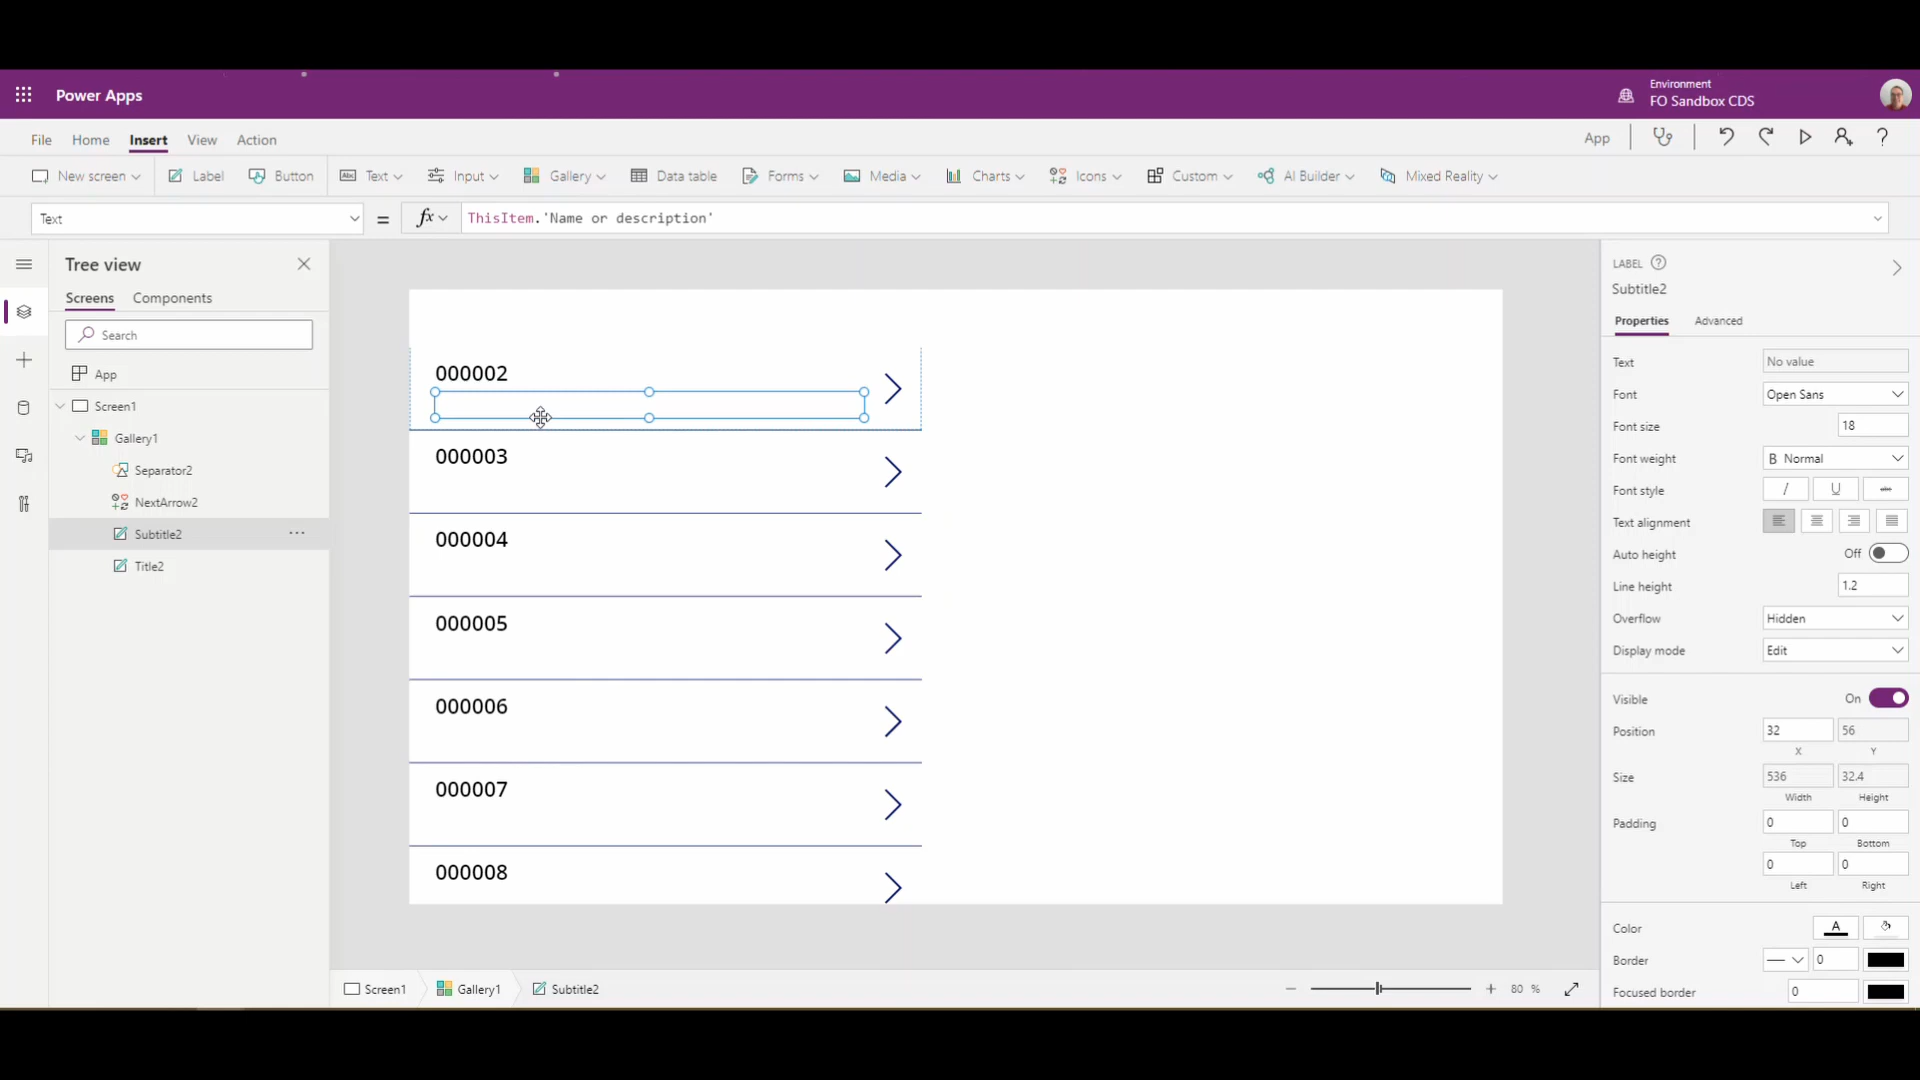 Power Apps
Environment
FO Sandbox CDS
File Home Insert View Action
App
New screen Label Button Text Input Gallery Data table Forms Media Charts Icons Custom AI Builder Mixed Reality
Text = fx ThisItem.'Name or description'
Tree view
Screens Components
Search
App
Screen1
Gallery1
Separator2
NextArrow2
Subtitle2
Title2
000002
000003
000004
000005
000006
000007
000008
LABEL
Subtitle2
Properties Advanced
Text No value
Font Open Sans
Font size 18
Font weight B Normal
Font style
Text alignment
Auto height Off
Line height 1.2
Overflow Hidden
Display mode Edit
Visible On
Position 32 56
X Y
Size 536 32.4
Width Height
Padding 0 0
Top Bottom
0 0
Left Right
Color A
Border 0
Focused border 0
Screen1 Gallery1 Subtitle2
80 %